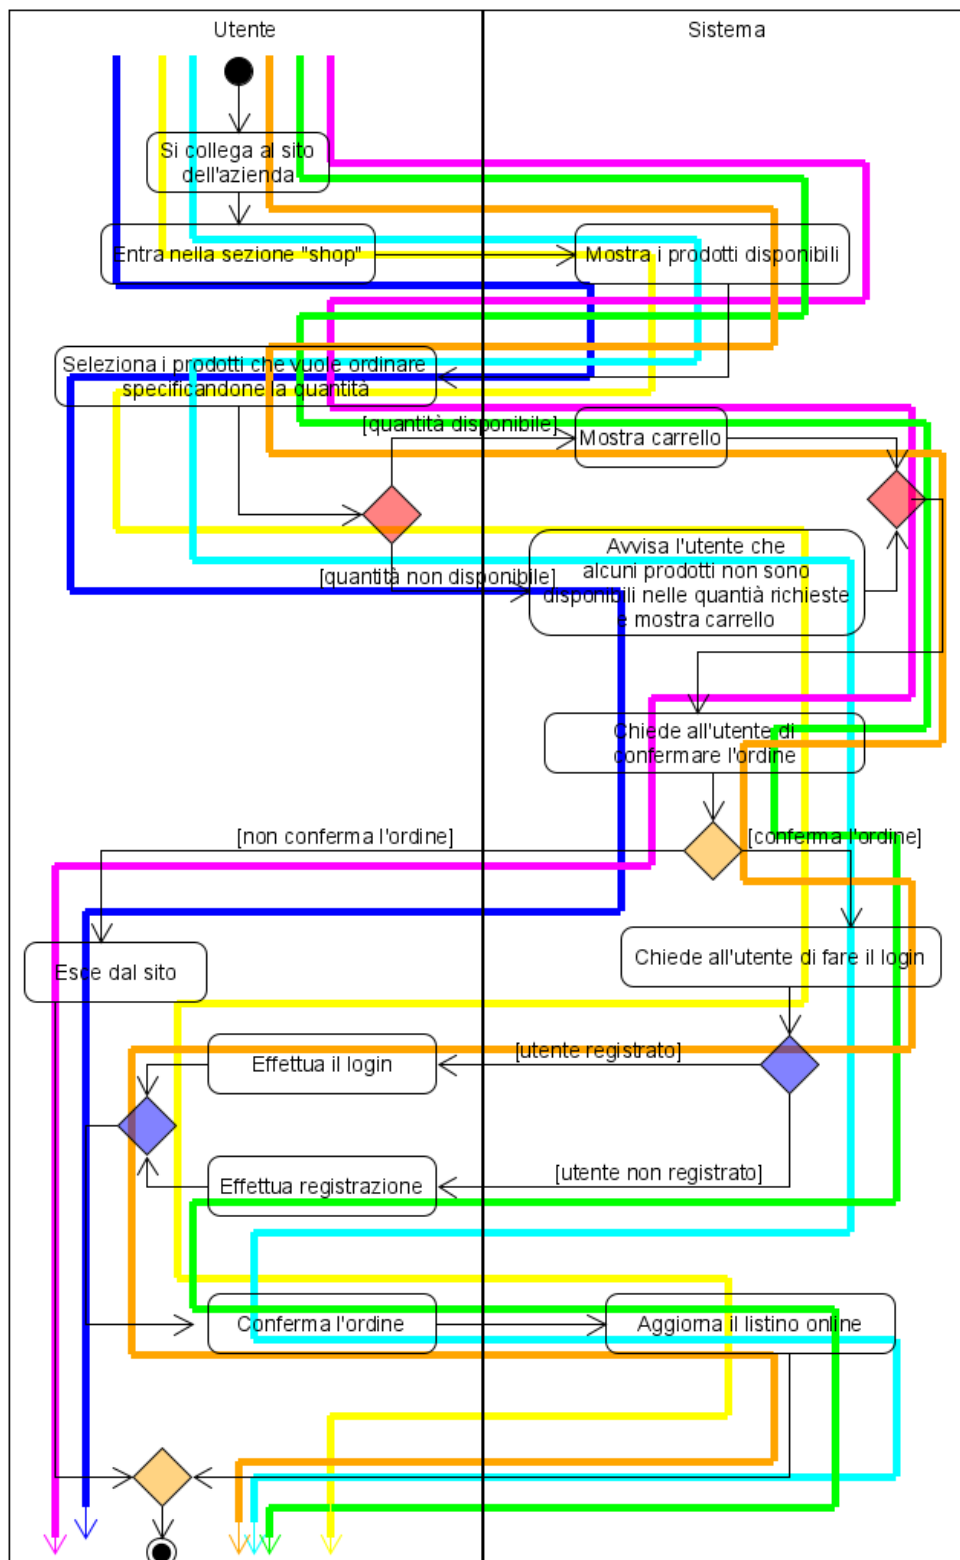 Utente
Sistema
Si collega al sito
dell'azienda
Entra nella sezione "shop"
Mostra i prodotti disponibili
Seleziona i prodotti che vuole ordinare
specificandone la quantità
[quantità disponibile]
Mostra carrello
[quantità non disponibile]
Avvisa l'utente che
alcuni prodotti non sono
disponibili nelle quantià richieste
e mostra carrello
Chiede all'utente di
confermare l'ordine
[non conferma l'ordine]
[conferma l'ordine]
Esce dal sito
Chiede all'utente di fare il login
Effettua il login
[utente registrato]
Effettua registrazione
[utente non registrato]
Conferma l'ordine
Aggiorna il listino online